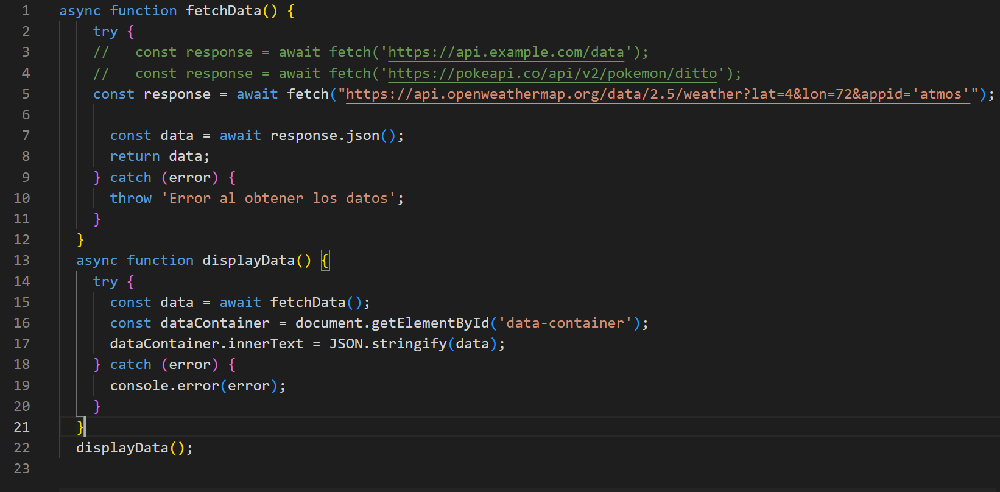 1 async function fetchData() {
2 try {
3 // const response = await fetch('https://api.example.com/data');
4 // const response = await fetch('https://pokeapi.co/api/v2/pokemon/ditto');
5 const response = await fetch("https://api.openweathermap.org/data/2.5/weather?lat=4&lon=72&appid='atmos'");
6
7 const data = await response.json();
8 return data;
9 } catch (error) {
10 throw 'Error al obtener los datos';
11 }
12 }
13 async function displayData() {
14 try {
15 const data = await fetchData();
16 const dataContainer = document.getElementById('data-container');
17 dataContainer.innerText = JSON.stringify(data);
18 } catch (error) {
19 console.error(error);
20 }
21 }
22 displayData();
23